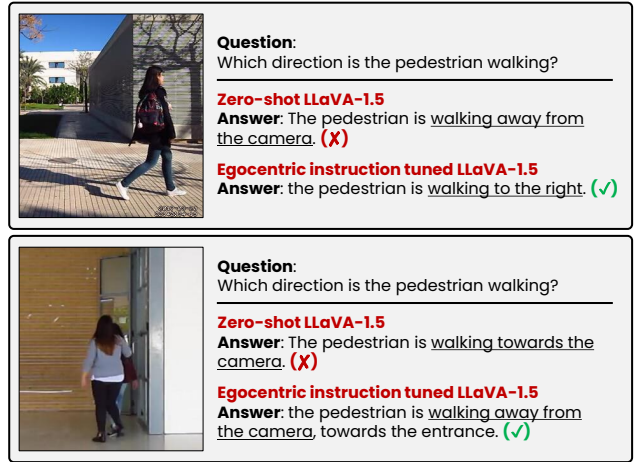 Question:
Which direction is the pedestrian walking?
Zero-shot LLaVA-1.5
Answer: The pedestrian is walking away from
the camera. (✗)
Egocentric instruction tuned LLaVA-1.5
Answer: the pedestrian is walking to the right. (✓)
Question:
Which direction is the pedestrian walking?
Zero-shot LLaVA-1.5
Answer: The pedestrian is walking towards the
camera. (✗)
Egocentric instruction tuned LLaVA-1.5
Answer: the pedestrian is walking away from
the camera, towards the entrance. (✓)